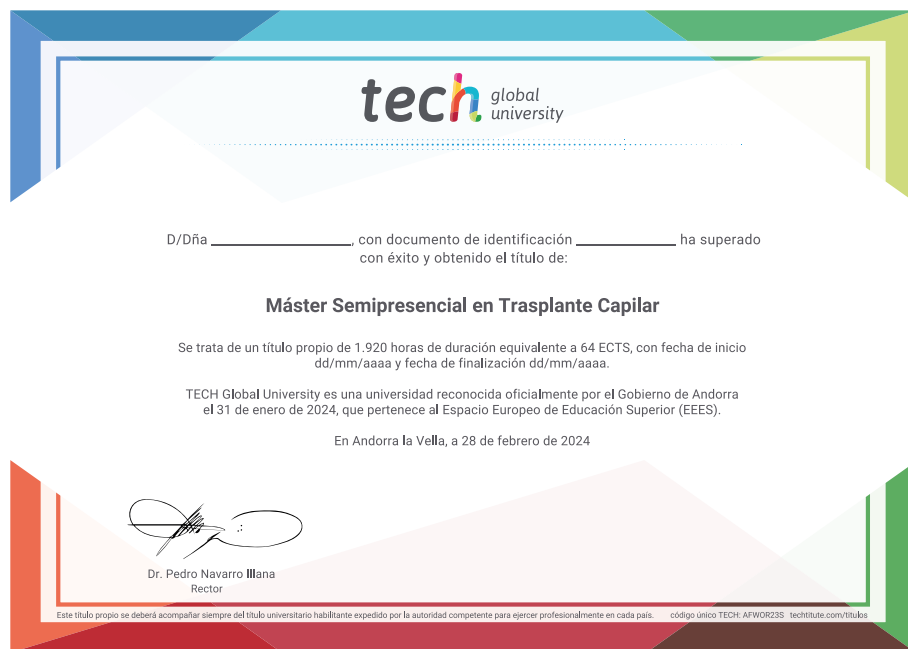 tech global university
D/Dña ________________, con documento de identificación ____________ ha superado
con éxito y obtenido el título de:
Máster Semipresencial en Trasplante Capilar
Se trata de un título propio de 1.920 horas de duración equivalente a 64 ECTS, con fecha de inicio
dd/mm/aaaa y fecha de finalización dd/mm/aaaa.
TECH Global University es una universidad reconocida oficialmente por el Gobierno de Andorra
el 31 de enero de 2024, que pertenece al Espacio Europeo de Educación Superior (EEES).
En Andorra la Vella, a 28 de febrero de 2024
Dr. Pedro Navarro Illana
Rector
Este título propio se deberá acompañar siempre del título universitario habilitante expedido por la autoridad competente para ejercer profesionalmente en cada país. código único TECH: AFWOR23S techtitute.com/titulos